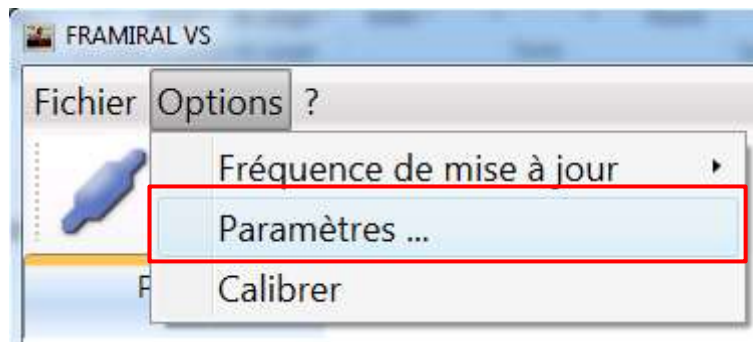 FRAMIRAL VS
Fichier Options ?
Fréquence de mise à jour
Paramètres ...
Calibrer